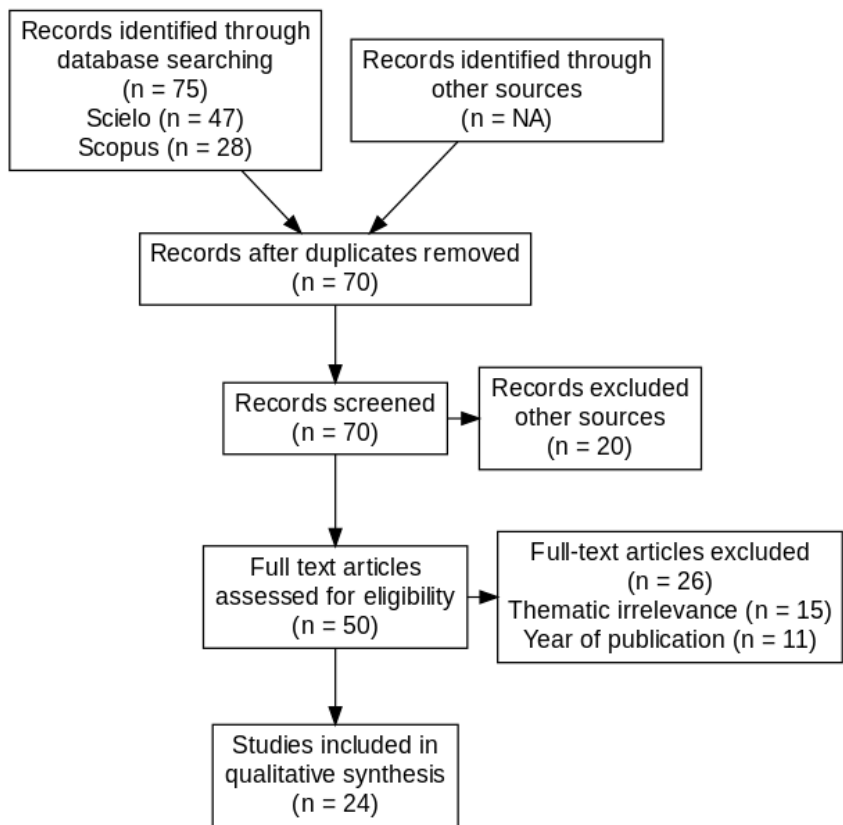 Records identified through
database searching
(n = 75)
Scielo (n = 47)
Scopus (n = 28)
Records identified through
other sources
(n = NA)
Records after duplicates removed
(n = 70)
Records screened
(n = 70)
Records excluded
other sources
(n = 20)
Full text articles
assessed for eligibility
(n = 50)
Full-text articles excluded
(n = 26)
Thematic irrelevance (n = 15)
Year of publication (n = 11)
Studies included in
qualitative synthesis
(n = 24)